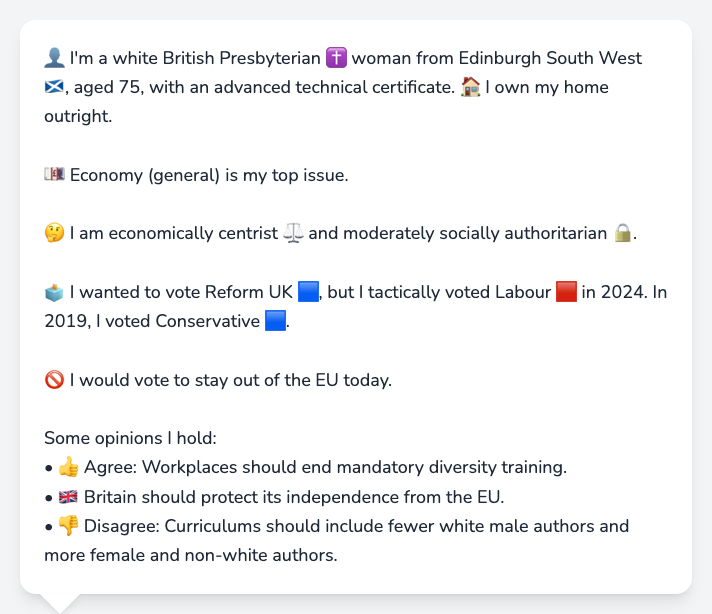 👤 I'm a white British Presbyterian ✝️ woman from Edinburgh South West
🏴󠁧󠁢󠁳󠁣󠁴󠁿, aged 75, with an advanced technical certificate. 🏠 I own my home
outright.
💷 Economy (general) is my top issue.
🤔 I am economically centrist ⚖️ and moderately socially authoritarian 🔒.
🗳️ I wanted to vote Reform UK 🟦, but I tactically voted Labour 🟥 in 2024. In
2019, I voted Conservative 🟦.
🚫 I would vote to stay out of the EU today.
Some opinions I hold:
• 👍 Agree: Workplaces should end mandatory diversity training.
• 🇬🇧 Britain should protect its independence from the EU.
• 👎 Disagree: Curriculums should include fewer white male authors and
more female and non-white authors.